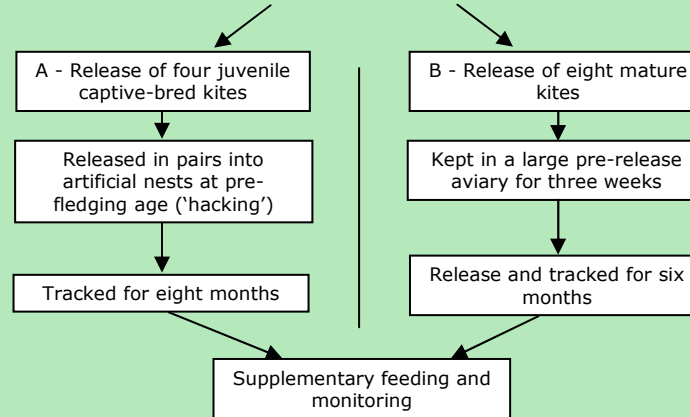 A - Release of four juvenile
captive-bred kites
Released in pairs into
artificial nests at pre-
fledging age (‘hacking’)
Tracked for eight months
B - Release of eight mature
kites
Kept in a large pre-release
aviary for three weeks
Release and tracked for six
months
Supplementary feeding and
monitoring